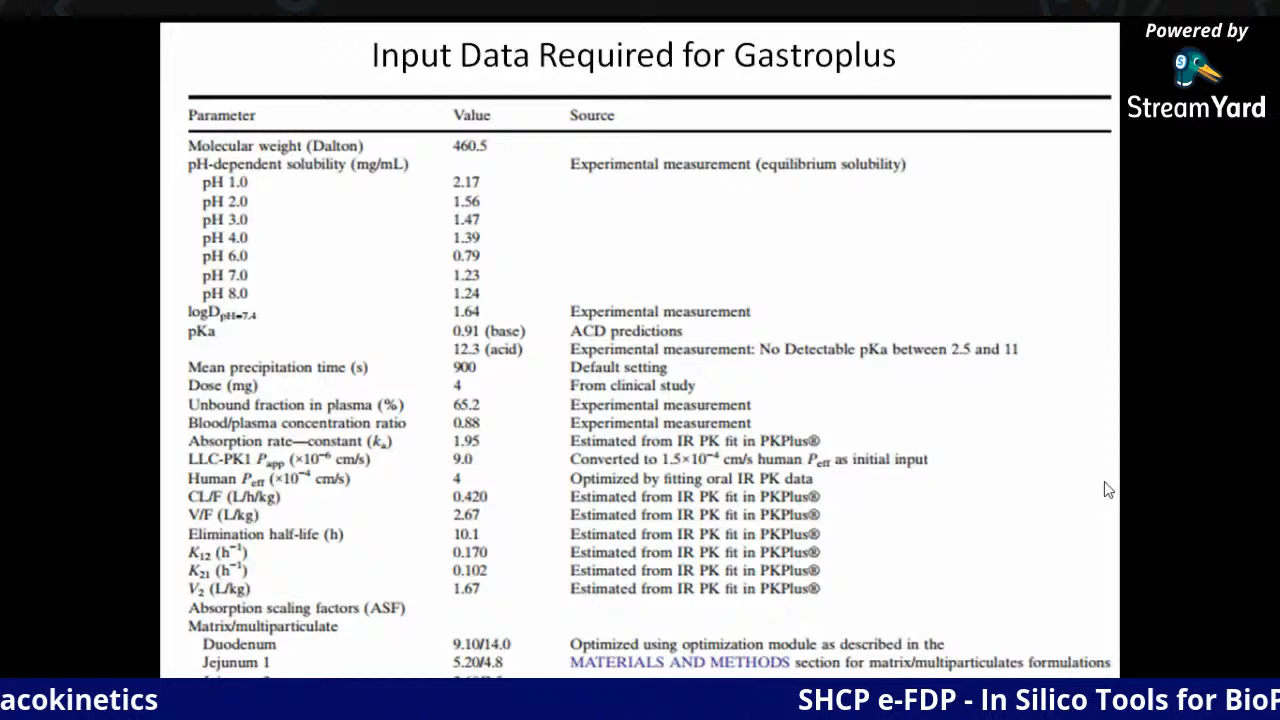 Input Data Required for Gastroplus
Powered by
StreamYard
Parameter Value Source
Molecular weight (Dalton) 460.5
pH-dependent solubility (mg/mL) Experimental measurement (equilibrium solubility)
pH 1.0 2.17
pH 2.0 1.56
pH 3.0 1.47
pH 4.0 1.39
pH 6.0 0.79
pH 7.0 1.23
pH 8.0 1.24
logD pH=7.4 1.64 Experimental measurement
pKa 0.91 (base) ACD predictions
12.3 (acid) Experimental measurement: No Detectable pKa between 2.5 and 11
Mean precipitation time (s) 900 Default setting
Dose (mg) 4 From clinical study
Unbound fraction in plasma (%) 65.2 Experimental measurement
Blood/plasma concentration ratio 0.88 Experimental measurement
Absorption rate—constant (ka) 1.95 Estimated from IR PK fit in PKPlus®
LLC-PK1 Papp (×10⁻⁶ cm/s) 9.0 Converted to 1.5×10⁻⁴ cm/s human Peff as initial input
Human Peff (×10⁻⁴ cm/s) 4 Optimized by fitting oral IR PK data
CL/F (L/h/kg) 0.420 Estimated from IR PK fit in PKPlus®
V/F (L/kg) 2.67 Estimated from IR PK fit in PKPlus®
Elimination half-life (h) 10.1 Estimated from IR PK fit in PKPlus®
K12 (h⁻¹) 0.170 Estimated from IR PK fit in PKPlus®
K21 (h⁻¹) 0.102 Estimated from IR PK fit in PKPlus®
V2 (L/kg) 1.67 Estimated from IR PK fit in PKPlus®
Absorption scaling factors (ASF)
Matrix/multiparticulate
Duodenum 9.10/14.0 Optimized using optimization module as described in the
Jejunum 1 5.20/4.8 MATERIALS AND METHODS section for matrix/multiparticulates formulations
acokinetics SHCP e-FDP - In Silico Tools for BioP